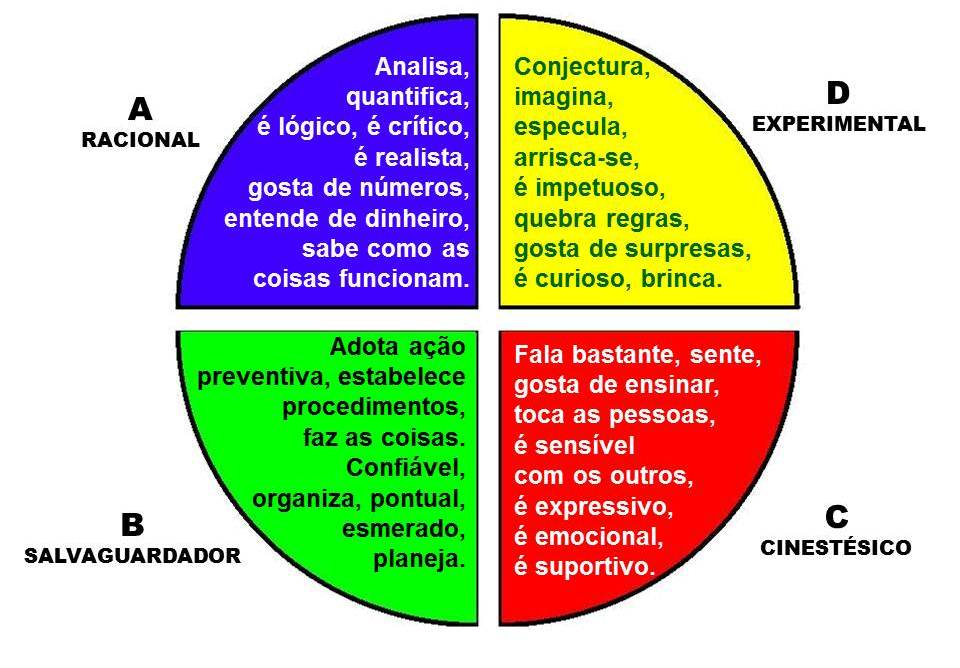 A
RACIONAL
Analisa,
quantifica,
é lógico, é crítico,
é realista,
gosta de números,
entende de dinheiro,
sabe como as
coisas funcionam.
D
EXPERIMENTAL
Conjectura,
imagina,
especula,
arrisca-se,
é impetuoso,
quebra regras,
gosta de surpresas,
é curioso, brinca.
B
SALVAGUARDADOR
Adota ação
preventiva, estabelece
procedimentos,
faz as coisas.
Confiável,
organiza, pontual,
esmerado,
planeja.
C
CINESTÉSICO
Fala bastante, sente,
gosta de ensinar,
toca as pessoas,
é sensível
com os outros,
é expressivo,
é emocional,
é suportivo.